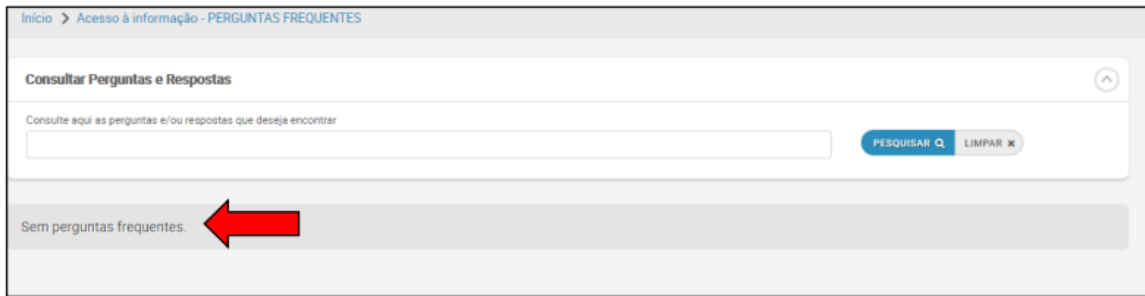 Início > Acesso à informação - PERGUNTAS FREQUENTES
Consultar Perguntas e Respostas
Consulte aqui as perguntas e/ou respostas que deseja encontrar
PESQUISAR LIMPAR ×
Sem perguntas frequentes.